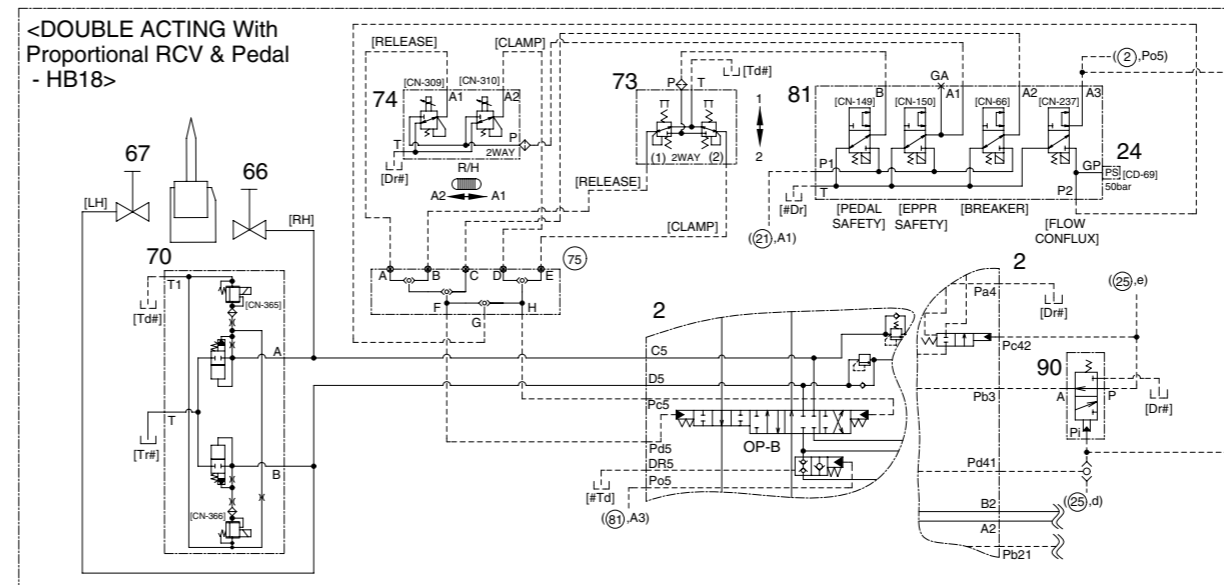 <DOUBLE ACTING With
Proportional RCV & Pedal
- HB18>
[RELEASE]
[CLAMP]
[CN-309]
[CN-310]
74
A1
A2
T
P
2WAY
[Dr#]
R/H
A2
A1
73
P
T
[Td#]
(1) 2WAY (2)
1
2
[RELEASE]
[CLAMP]
81
B
GA
A1
A2
A3
((2),Po5)
[CN-149]
[CN-150]
[CN-66]
[CN-237]
24
GP
PS
[CD-69]
50bar
P1
T
P2
[#Dr]
((21),A1)
[PEDAL
SAFETY]
[EPPR
SAFETY]
[BREAKER]
[FLOW
CONFLUX]
67
66
[LH]
[RH]
70
T1
[Td#]
[CN-365]
A
T
[Tr#]
B
[CN-366]
A
B
C
D
E
75
F
G
H
2
C5
D5
Pc5
Pd5
OP-B
DR5
Po5
[#Td]
((81),A3)
2
Pa4
[Dr#]
((25),e)
Pc42
90
Pb3
A
P
[Dr#]
Pi
Pd41
((25),d)
B2
A2
Pb21